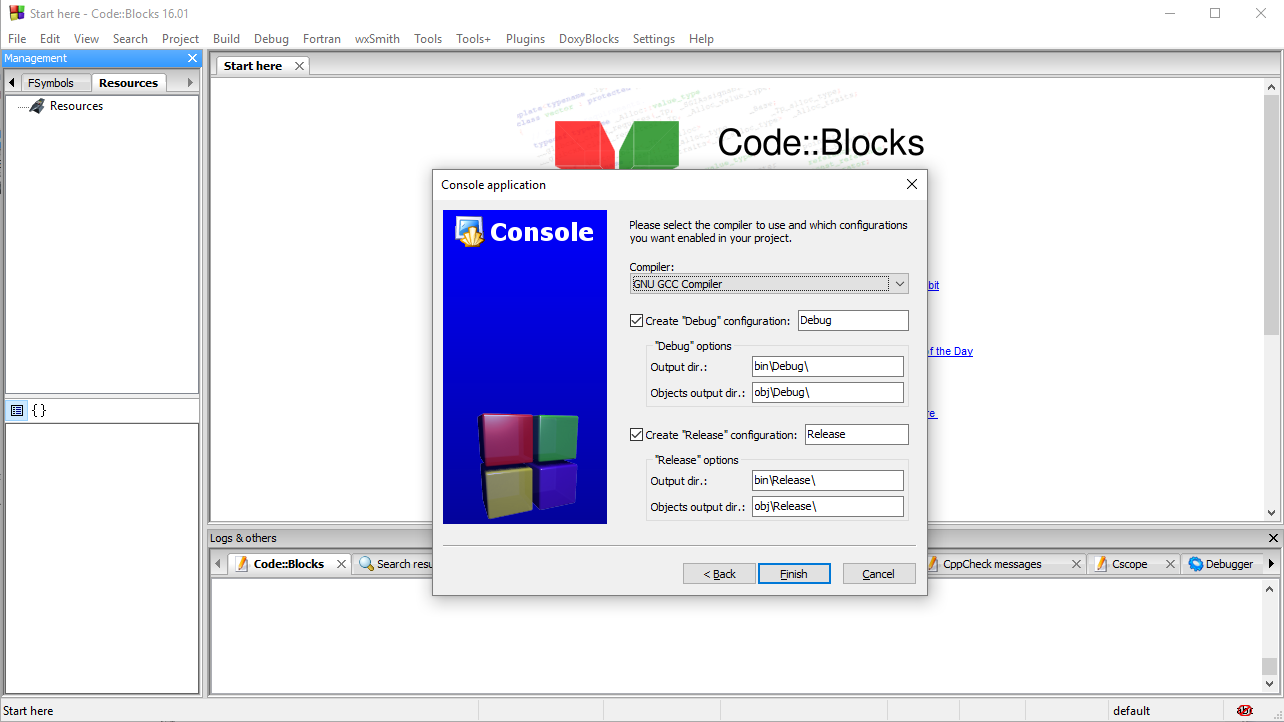 Start here - Code::Blocks 16.01
File Edit View Search Project Build Debug Fortran wxSmith Tools Tools+ Plugins DoxyBlocks Settings Help
Management
FSymbols Resources
Resources
{}
Start here
Code::Blocks
bit
of the Day
Console application
Console
Please select the compiler to use and which configurations
you want enabled in your project.
Compiler:
GNU GCC Compiler
Create "Debug" configuration: Debug
"Debug" options
Output dir.: bin\Debug\
Objects output dir.: obj\Debug\
Create "Release" configuration: Release
"Release" options
Output dir.: bin\Release\
Objects output dir.: obj\Release\
< Back Finish Cancel
Logs & others
Code::Blocks Search resu CppCheck messages Cscope Debugger
Start here default